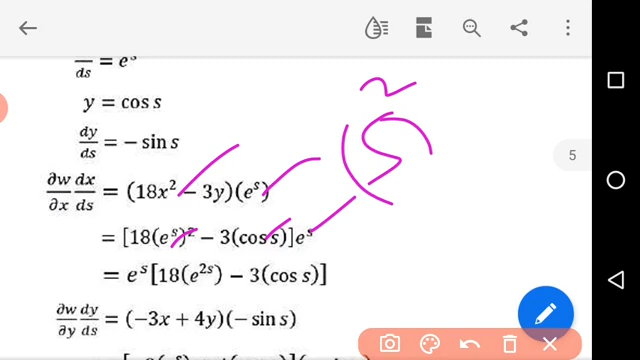 dx/ds = e^s
y = cos s
dy/ds = − sin s
∂w/∂x dx/ds = (18x² − 3y)(e^s)
= [18(e^s)² − 3(cos s)]e^s
= e^s[18(e^{2s}) − 3(cos s)]
∂w/∂y dy/ds = (−3x + 4y)(− sin s)
5